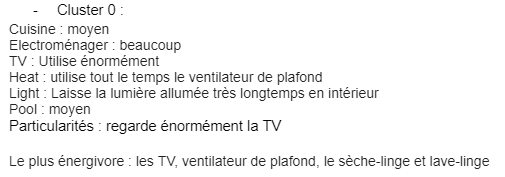 - Cluster 0 :
Cuisine : moyen
Electroménager : beaucoup
TV : Utilise énormément
Heat : utilise tout le temps le ventilateur de plafond
Light : Laisse la lumière allumée très longtemps en intérieur
Pool : moyen
Particularités : regarde énormément la TV
Le plus énergivore : les TV, ventilateur de plafond, le sèche-linge et lave-linge